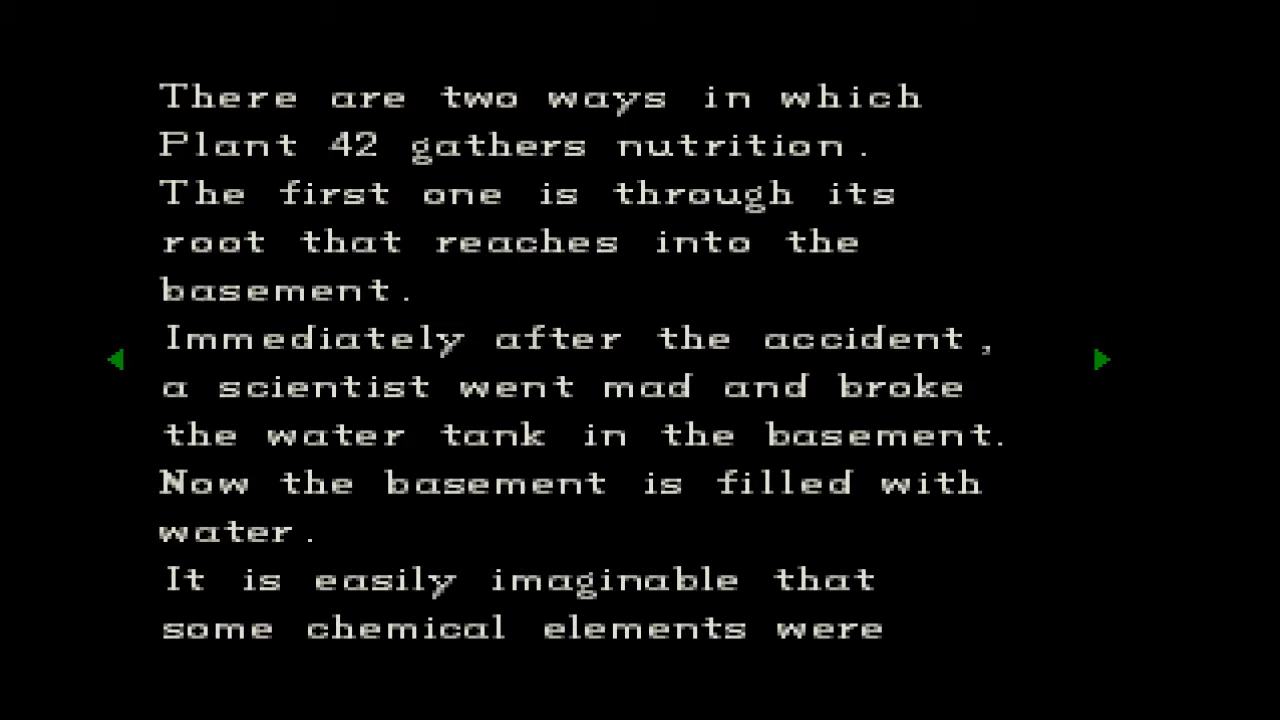 There are two ways in which
Plant 42 gathers nutrition.
The first one is through its
root that reaches into the
basement.
Immediately after the accident,
a scientist went mad and broke
the water tank in the basement.
Now the basement is filled with
water.
It is easily imaginable that
some chemical elements were